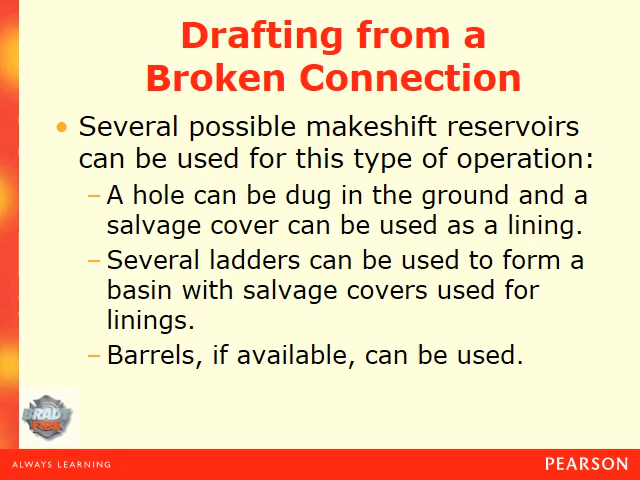 Drafting from a
Broken Connection
• Several possible makeshift reservoirs
can be used for this type of operation:
– A hole can be dug in the ground and a
salvage cover can be used as a lining.
– Several ladders can be used to form a
basin with salvage covers used for
linings.
– Barrels, if available, can be used.
BRADY
FIRE
ALWAYS LEARNING
PEARSON